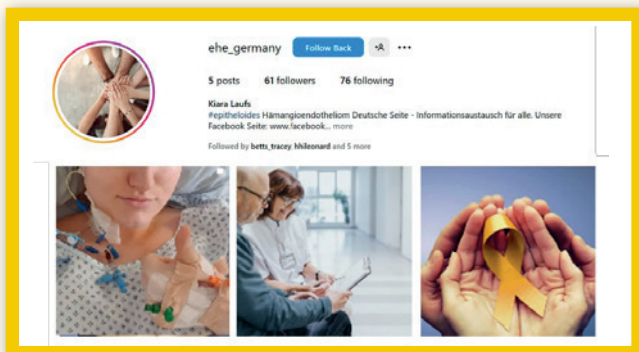 ehe_germany Follow Back
5 posts 61 followers 76 following
Kiara Laufs
#epitheloides Hämangioendotheliom Deutsche Seite - Informationsaustausch für alle. Unsere
Facebook Seite: www.facebook... more
Followed by betts_tracey, hhileonard and 5 more